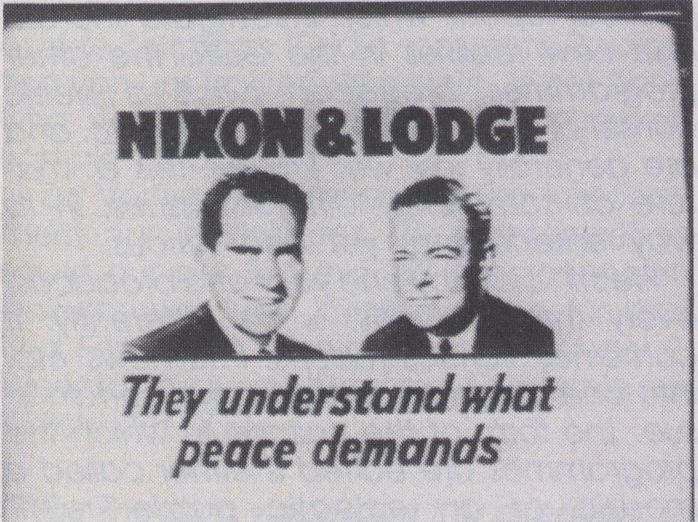 NIXON & LODGE
They understand what
peace demands